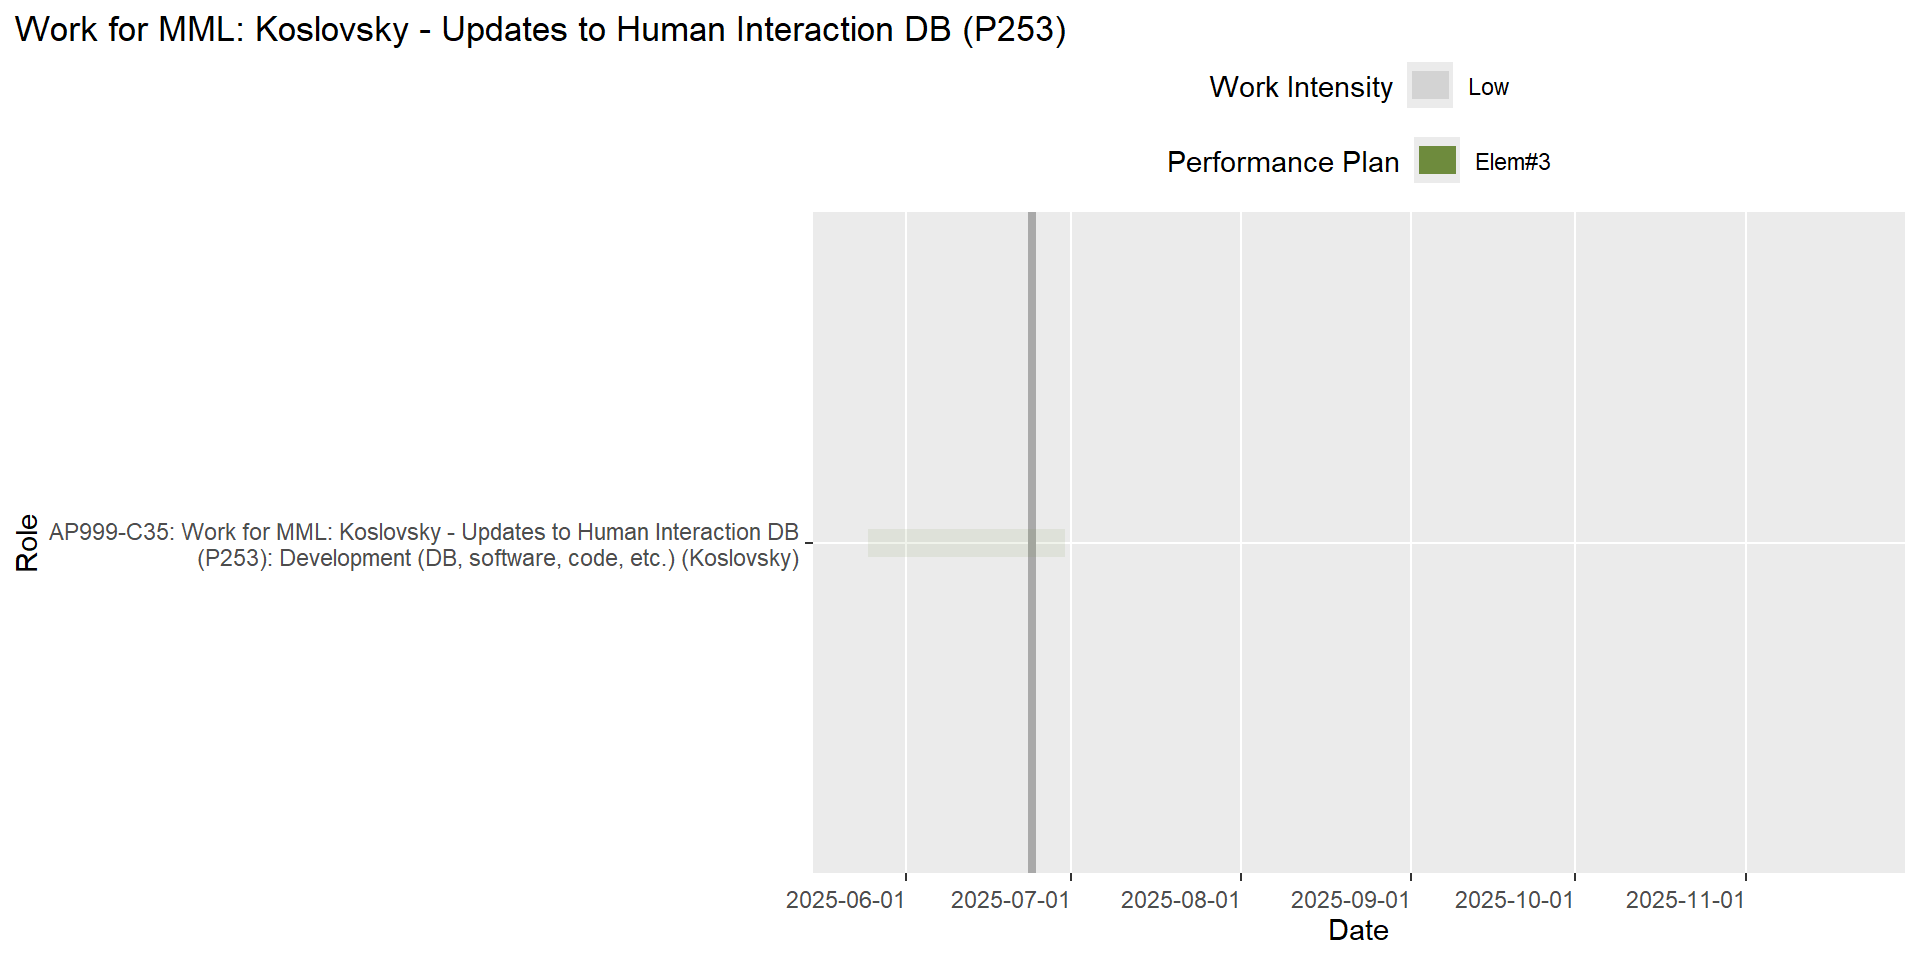 Work for MML: Koslovsky - Updates to Human Interaction DB (P253)
Work Intensity Low
Performance Plan Elem#3
Role
AP999-C35: Work for MML: Koslovsky - Updates to Human Interaction DB
(P253): Development (DB, software, code, etc.) (Koslovsky)
2025-06-01 2025-07-01 2025-08-01 2025-09-01 2025-10-01 2025-11-01
Date